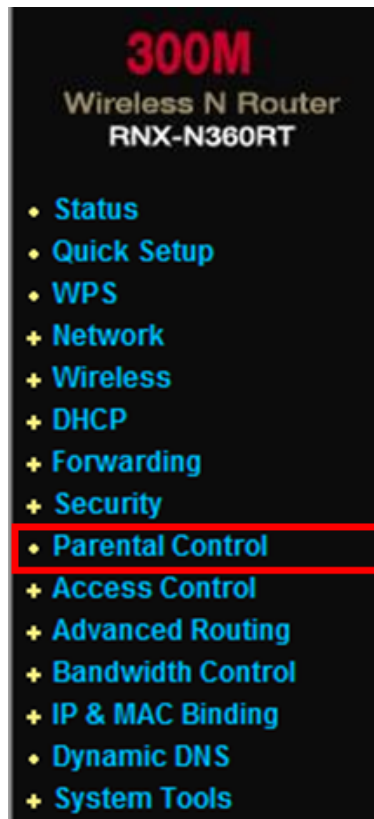 300M
Wireless N Router
RNX-N360RT
Status
Quick Setup
WPS
Network
Wireless
DHCP
Forwarding
Security
Parental Control
Access Control
Advanced Routing
Bandwidth Control
IP & MAC Binding
Dynamic DNS
System Tools